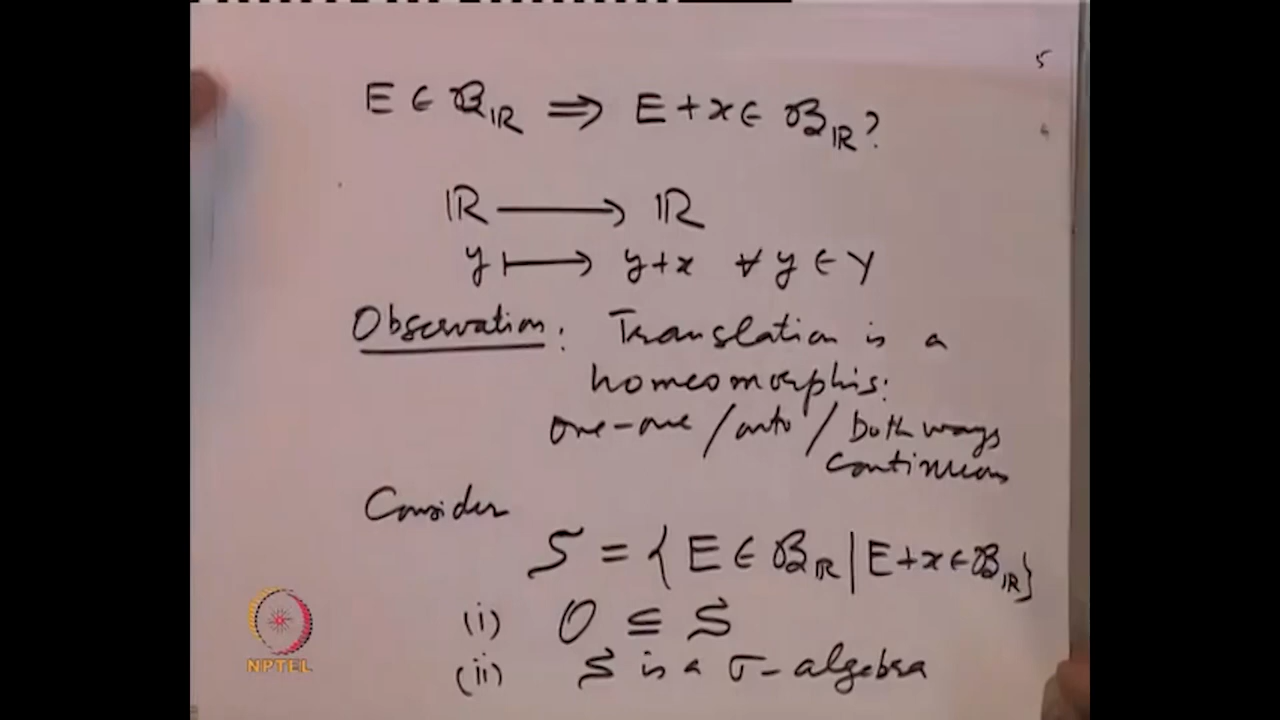 5
E ∈ ℬ_ℝ ⟹ E + x ∈ ℬ_ℝ ?
ℝ ⟶ ℝ
y ⟼ y + x ∀ y ∈ Y
Observation : Translation is a
homeomorphis:
one-one / onto / both ways
continuous
Consider
S = { E ∈ ℬ_ℝ | E + x ∈ ℬ_ℝ }
(i) O ⊆ S
(ii) S is a σ-algebra
NPTEL